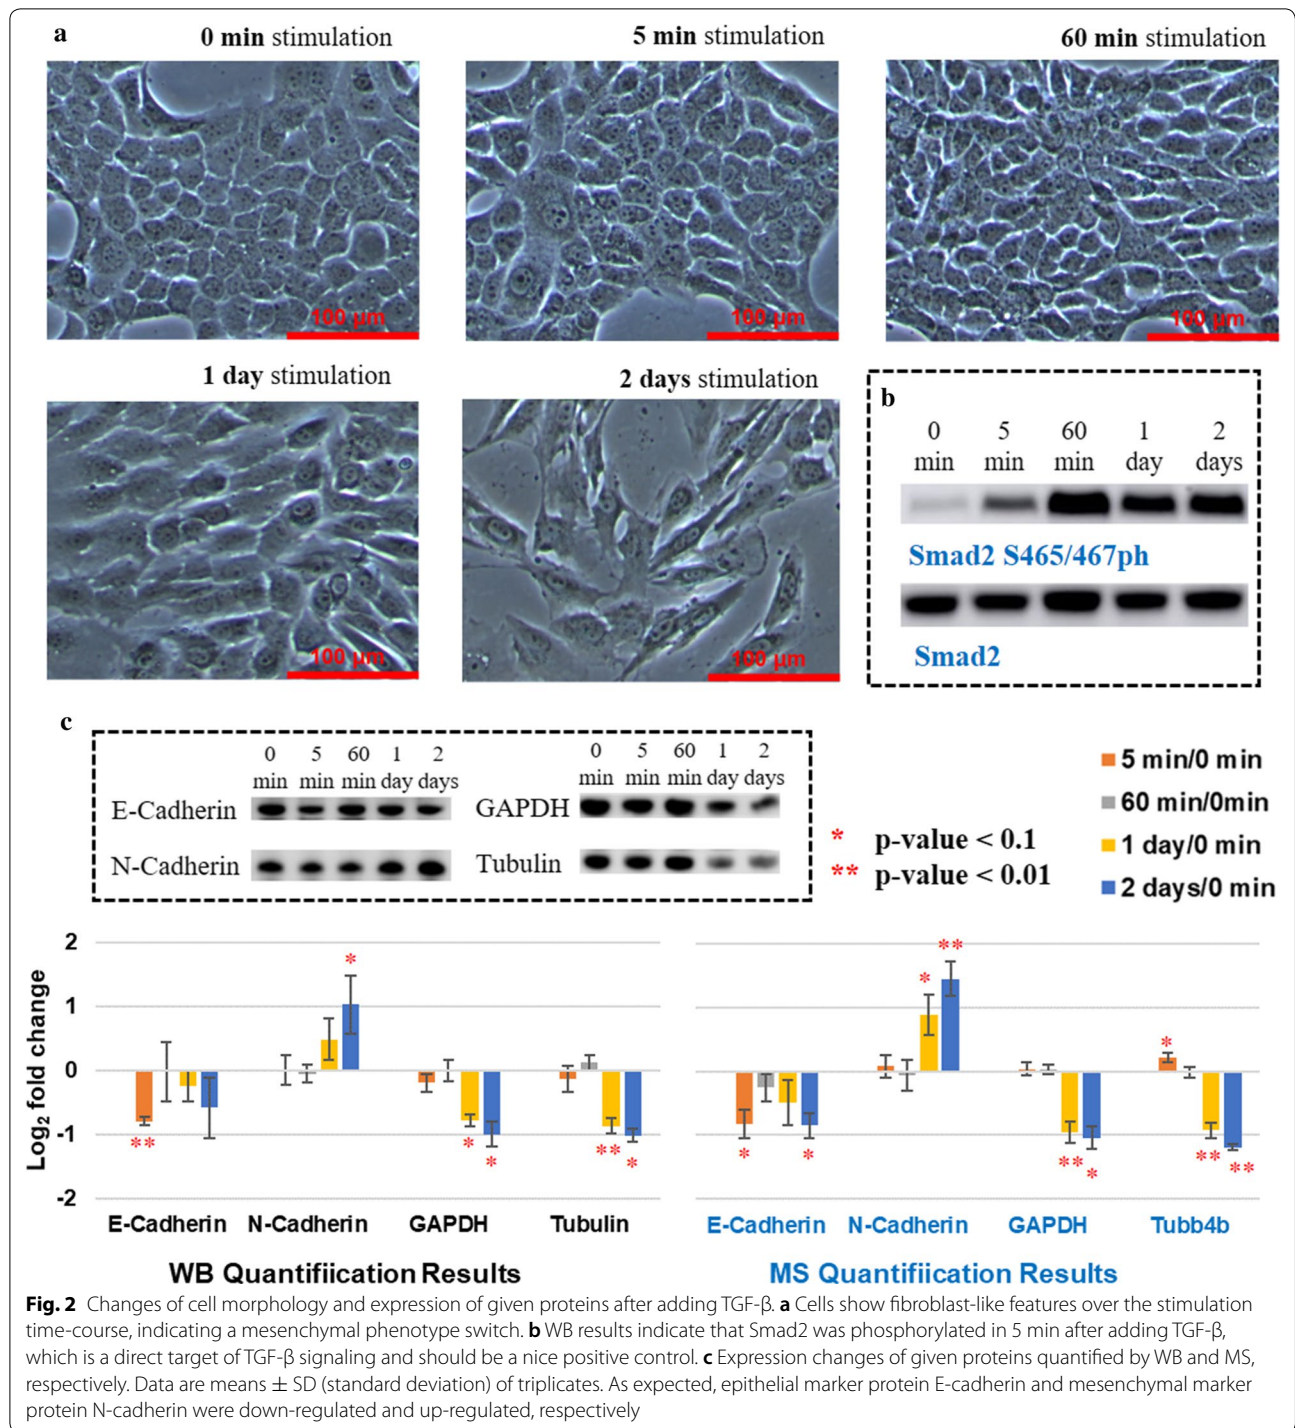 a
0 min stimulation
5 min stimulation
60 min stimulation
100 µm
100 µm
100 µm
1 day stimulation
2 days stimulation
100 µm
100 µm
b
0 5 60 1 2
min min min day days
Smad2 S465/467ph
Smad2
c
0 5 60 1 2
min min min day days
E-Cadherin
N-Cadherin
0 5 60 1 2
min min min day days
GAPDH
Tubulin
* p-value < 0.1
** p-value < 0.01
5 min/0 min
60 min/0min
1 day/0 min
2 days/0 min
Log2 fold change
2
1
0
-1
-2
**
*
*
*
**
*
*
*
*
**
**
*
*
**
**
E-Cadherin N-Cadherin GAPDH Tubulin
E-Cadherin N-Cadherin GAPDH Tubb4b
WB Quantifiication Results
MS Quantifiication Results
Fig. 2 Changes of cell morphology and expression of given proteins after adding TGF-β. a Cells show fibroblast-like features over the stimulation
time-course, indicating a mesenchymal phenotype switch. b WB results indicate that Smad2 was phosphorylated in 5 min after adding TGF-β,
which is a direct target of TGF-β signaling and should be a nice positive control. c Expression changes of given proteins quantified by WB and MS,
respectively. Data are means ± SD (standard deviation) of triplicates. As expected, epithelial marker protein E-cadherin and mesenchymal marker
protein N-cadherin were down-regulated and up-regulated, respectively